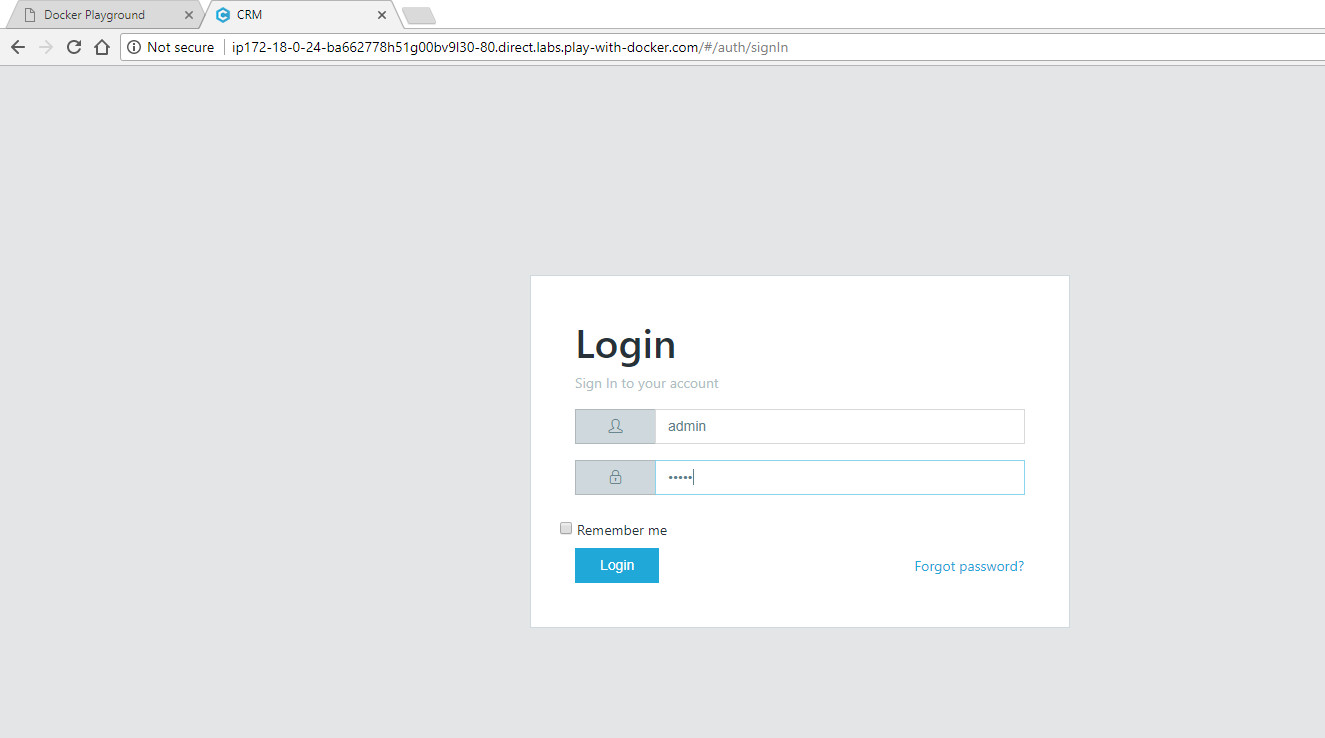 Docker Playground
CRM
Not secure
ip172-18-0-24-ba662778h51g00bv9l30-80.direct.labs.play-with-docker.com/#/auth/signIn
Login
Sign In to your account
admin
•••••
Remember me
Login
Forgot password?